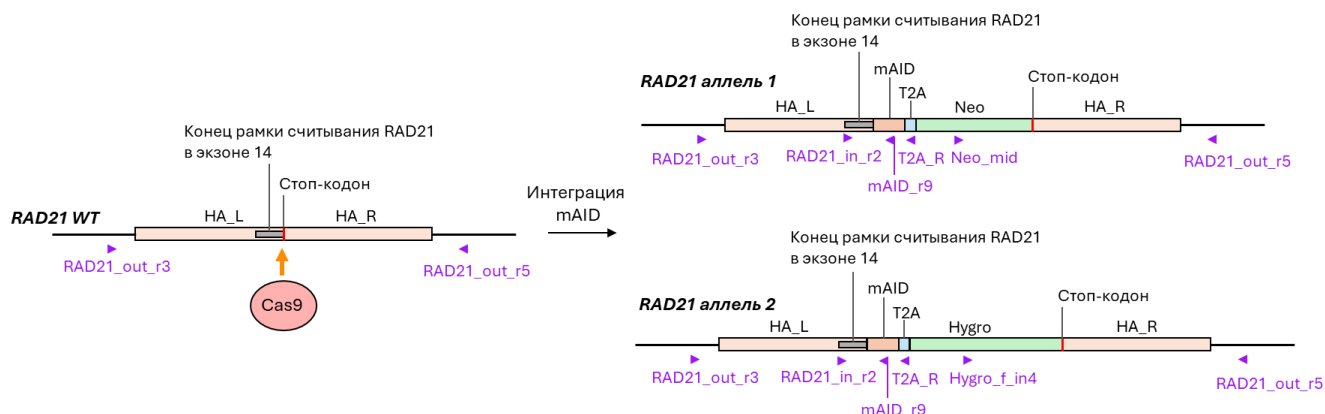 Конец рамки считывания RAD21
в экзоне 14
Стоп-кодон
RAD21 WT
HA_L
HA_R
RAD21_out_r3
RAD21_out_r5
Cas9
Интеграция
mAID
Конец рамки считывания RAD21
в экзоне 14
mAID
RAD21 аллель 1
T2A
Стоп-кодон
HA_L
Neo
HA_R
RAD21_out_r3
RAD21_in_r2
T2A_R
Neo_mid
RAD21_out_r5
mAID_r9
Конец рамки считывания RAD21
в экзоне 14
mAID
RAD21 аллель 2
T2A
Стоп-кодон
HA_L
Hygro
HA_R
RAD21_out_r3
RAD21_in_r2
T2A_R
Hygro_f_in4
RAD21_out_r5
mAID_r9